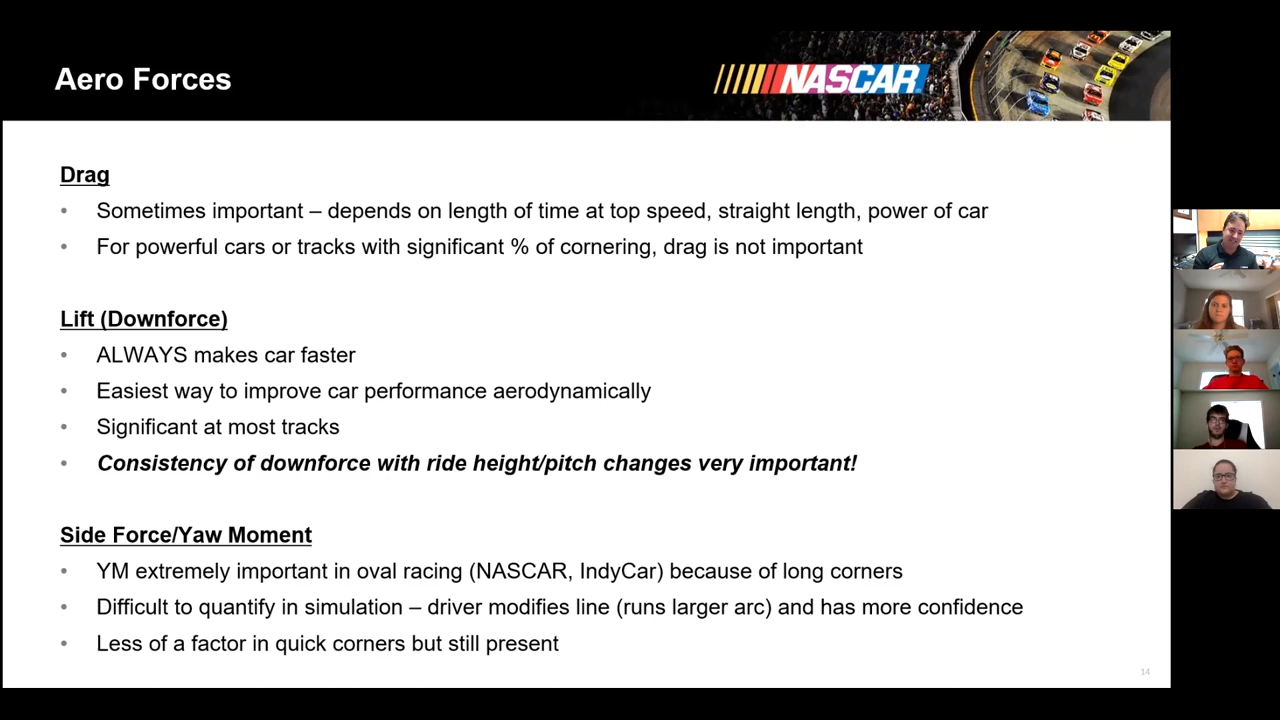 Aero Forces
NASCAR
Drag
• Sometimes important – depends on length of time at top speed, straight length, power of car
• For powerful cars or tracks with significant % of cornering, drag is not important
Lift (Downforce)
• ALWAYS makes car faster
• Easiest way to improve car performance aerodynamically
• Significant at most tracks
• Consistency of downforce with ride height/pitch changes very important!
Side Force/Yaw Moment
• YM extremely important in oval racing (NASCAR, IndyCar) because of long corners
• Difficult to quantify in simulation – driver modifies line (runs larger arc) and has more confidence
• Less of a factor in quick corners but still present
14